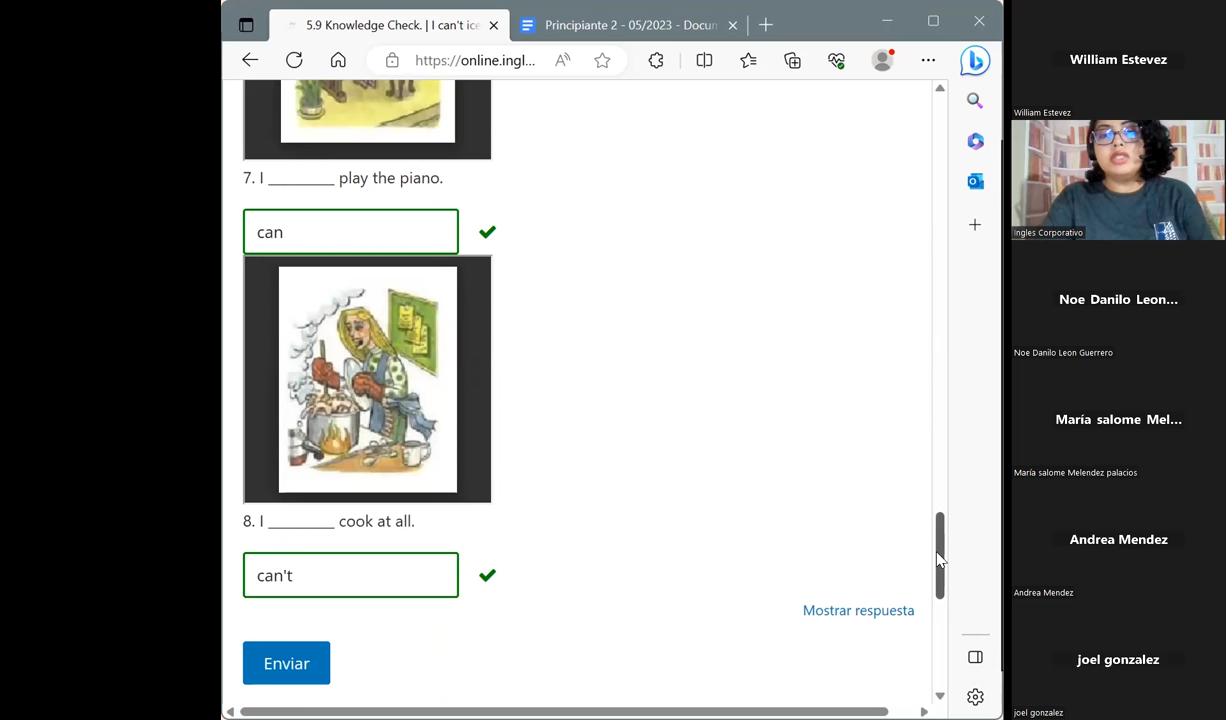 5.9 Knowledge Check. | I can't ice
Principiante 2 - 05/2023 - Docum
https://online.ingl...
7. I ________ play the piano.
can
8. I ________ cook at all.
can't
Mostrar respuesta
Enviar
William Estevez
William Estevez
Ingles Corporativo
Noe Danilo Leon...
Noe Danilo Leon Guerrero
María salome Mel...
María salome Melendez palacios
Andrea Mendez
Andrea Mendez
joel gonzalez
joel gonzalez